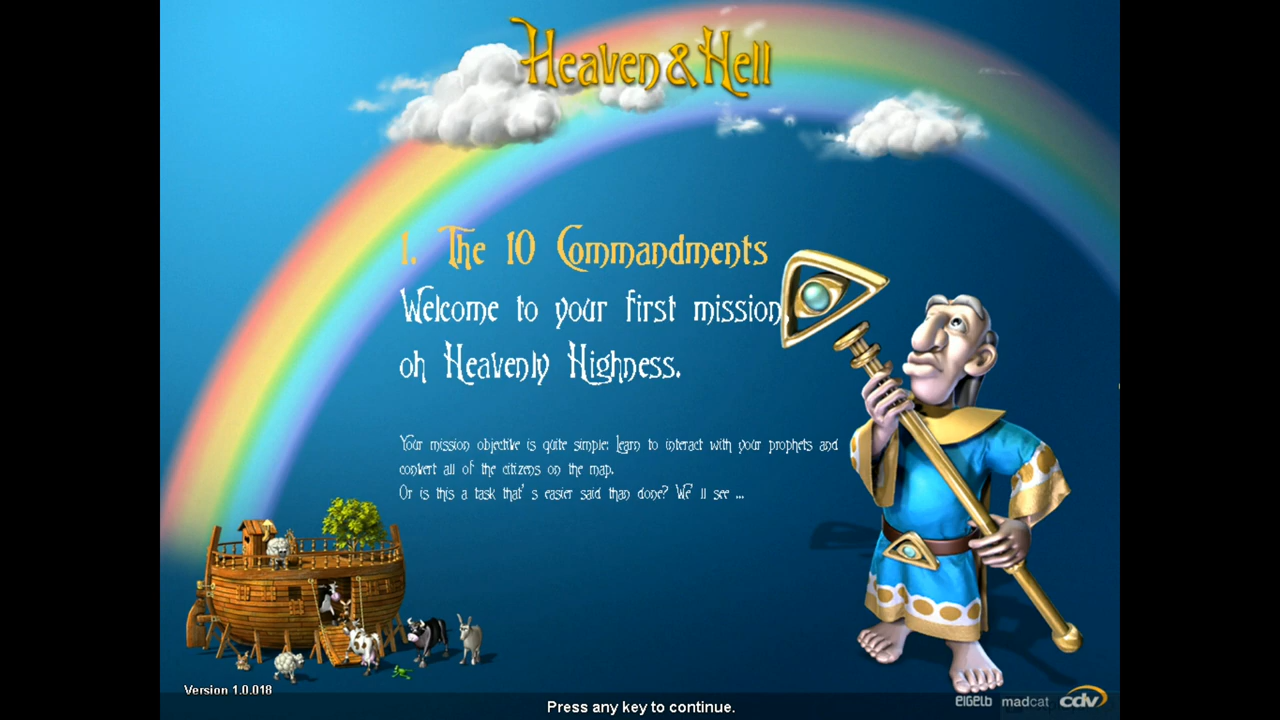 Heaven & Hell
1. The 10 Commandments
Welcome to your first mission,
oh Heavenly Highness.
Your mission objective is quite simple: Learn to interact with your prophets and
convert all of the citizens on the map.
Or is this a task that's easier said than done? We'll see ...
Version 1.0.018
Press any key to continue.
eigelb madcat cdv